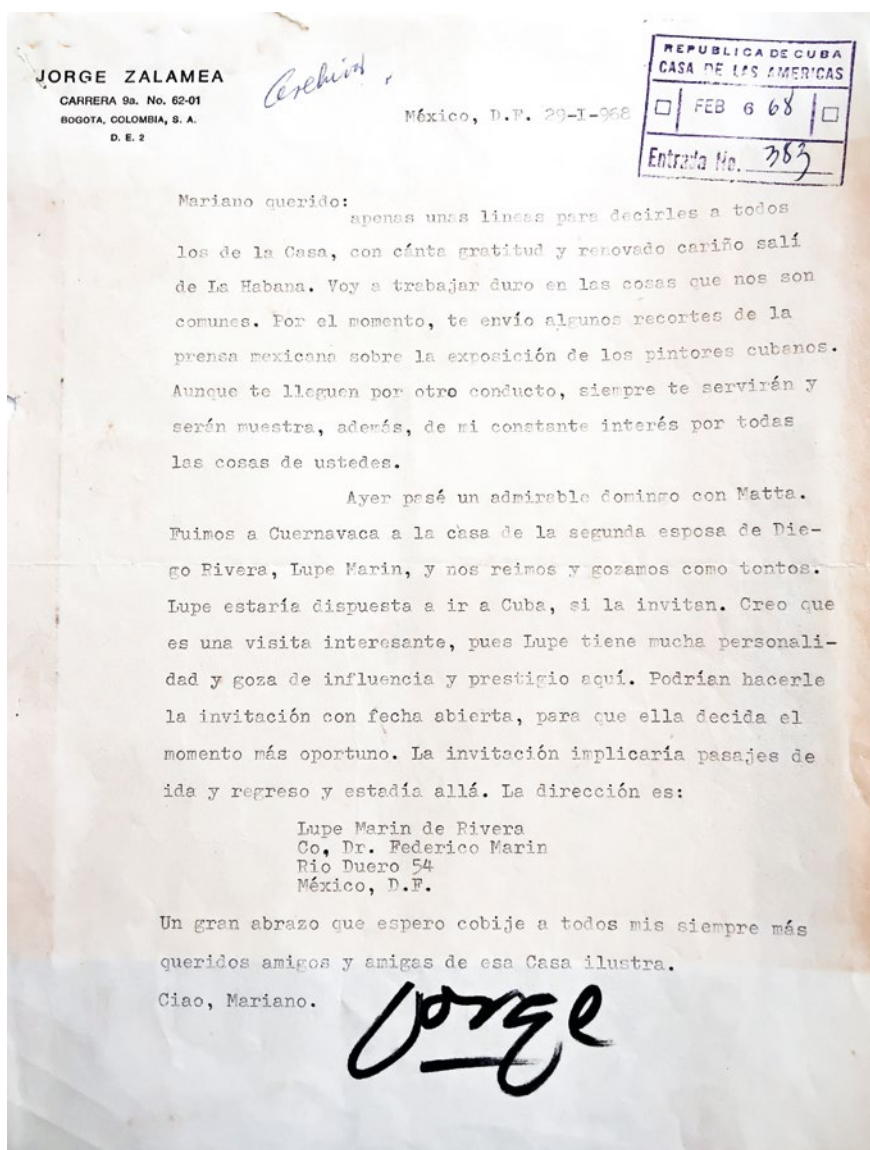 JORGE ZALAMEA
CARRERA 9a. No. 62-01
BOGOTA, COLOMBIA, S. A.
D. E. 2
Archivar.
REPUBLICA DE CUBA
CASA DE LAS AMERICAS
FEB 6 68
Entrada No. 383
México, D.F. 29-I-968
Mariano querido:
apenas unas lineas para decirles a todos
los de la Casa, con cánta gratitud y renovado cariño salí
de La Habana. Voy a trabajar duro en las cosas que nos son
comunes. Por el momento, te envío algunos recortes de la
prensa mexicana sobre la exposición de los pintores cubanos.
Aunque te lleguen por otro conducto, siempre te servirán y
serán muestra, además, de mi constante interés por todas
las cosas de ustedes.
Ayer pasé un admirable domingo con Matta.
Fuimos a Cuernavaca a la casa de la segunda esposa de Die-
go Rivera, Lupe Marin, y nos reimos y gozamos como tontos.
Lupe estaría dispuesta a ir a Cuba, si la invitan. Creo que
es una visita interesante, pues Lupe tiene mucha personali-
dad y goza de influencia y prestigio aquí. Podrían hacerle
la invitación con fecha abierta, para que ella decida el
momento más oportuno. La invitación implicaría pasajes de
ida y regreso y estadía allá. La dirección es:
Lupe Marin de Rivera
Co, Dr. Federico Marin
Rio Duero 54
México, D.F.
Un gran abrazo que espero cobije a todos mis siempre más
queridos amigos y amigas de esa Casa ilustra.
Ciao, Mariano.
Jorge